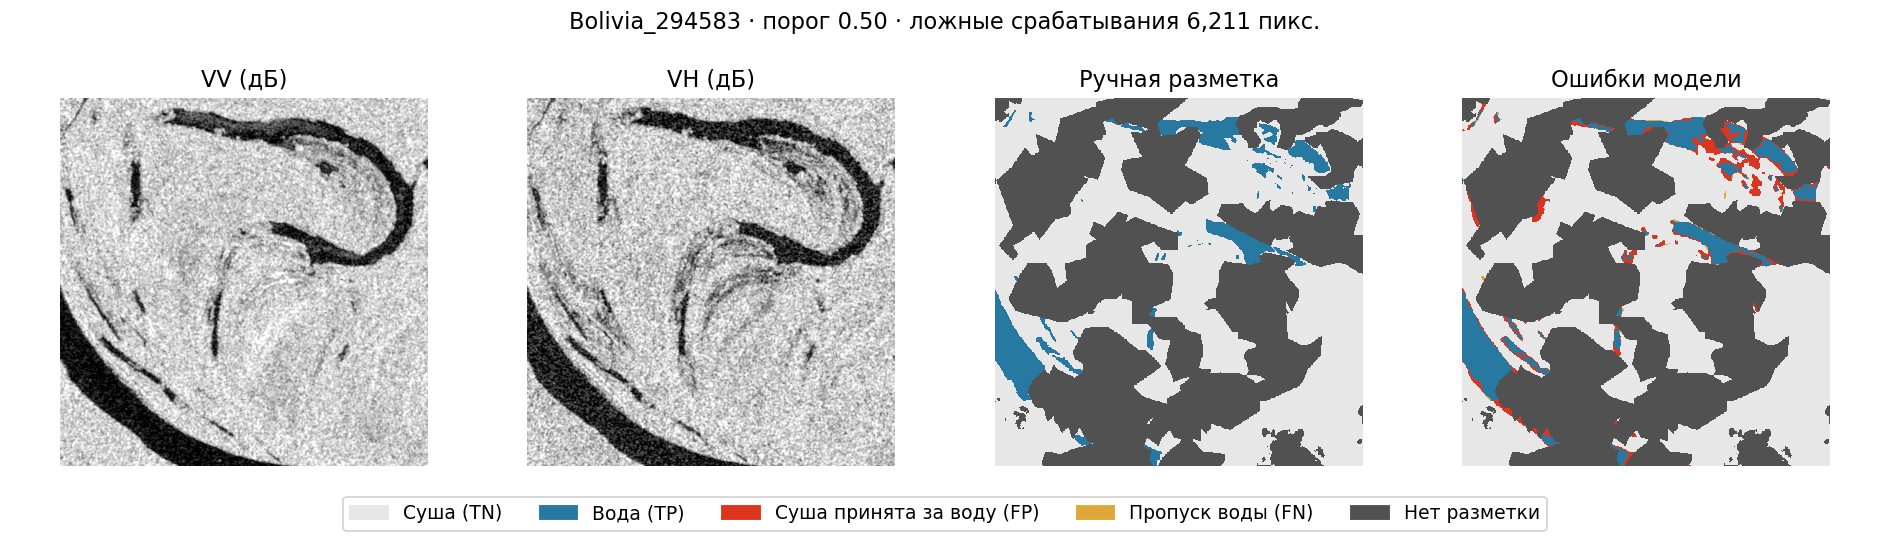 Bolivia_294583 · порог 0.50 · ложные срабатывания 6,211 пикс.
VV (дБ)
VH (дБ)
Ручная разметка
Ошибки модели
Суша (TN)
Вода (TP)
Суша принята за воду (FP)
Пропуск воды (FN)
Нет разметки